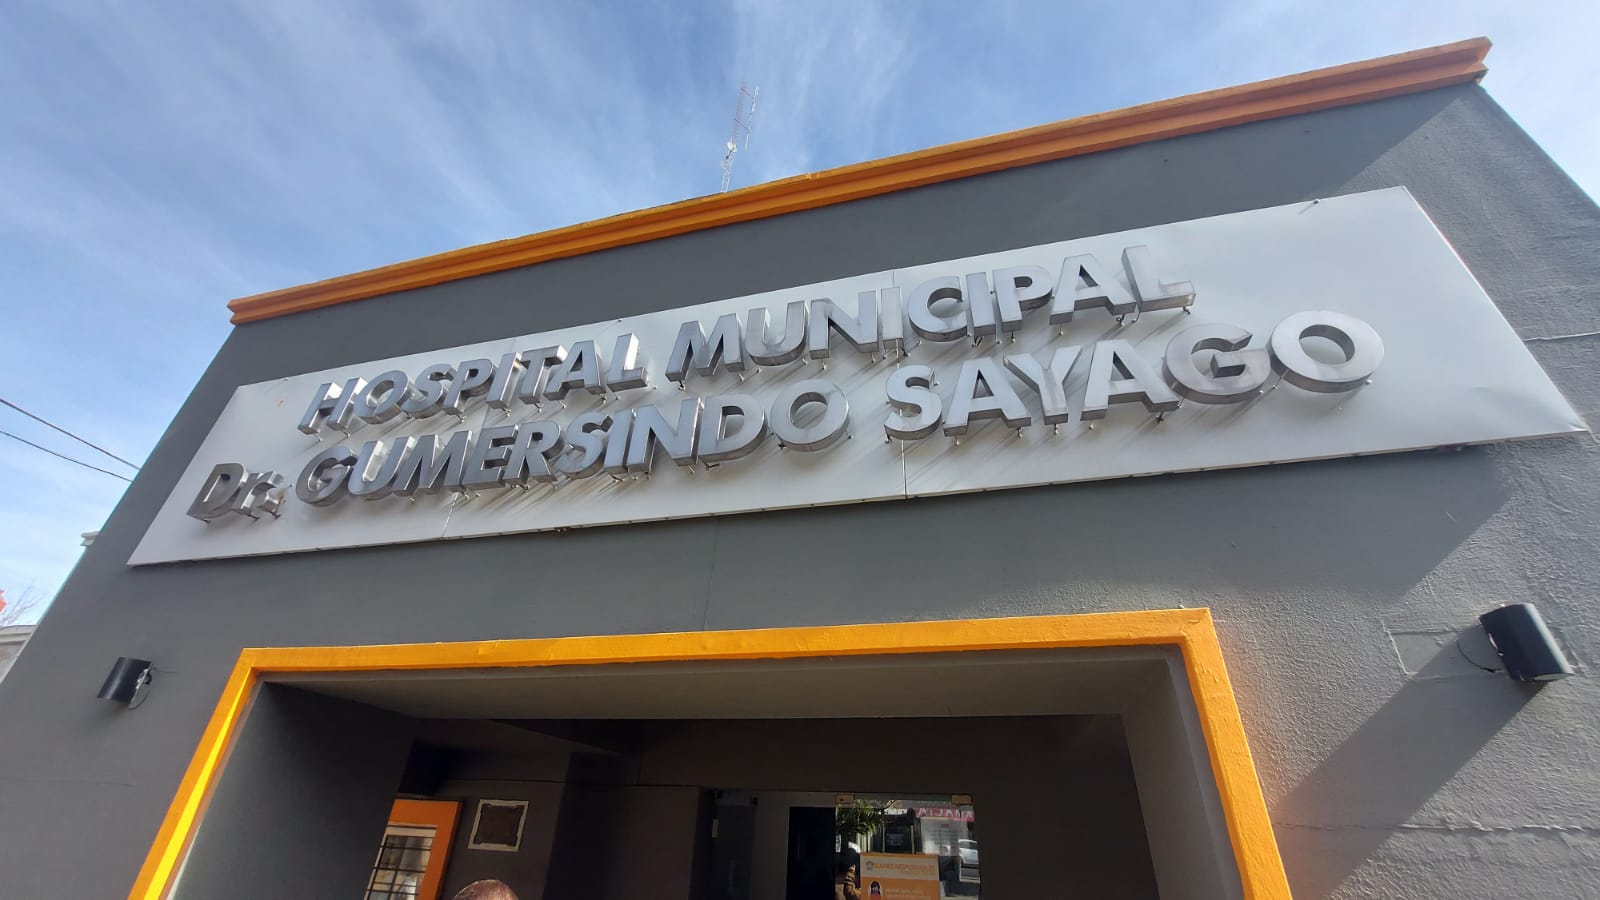 HOSPITAL MUNICIPAL
Dr. GUMERSINDO SAYAGO